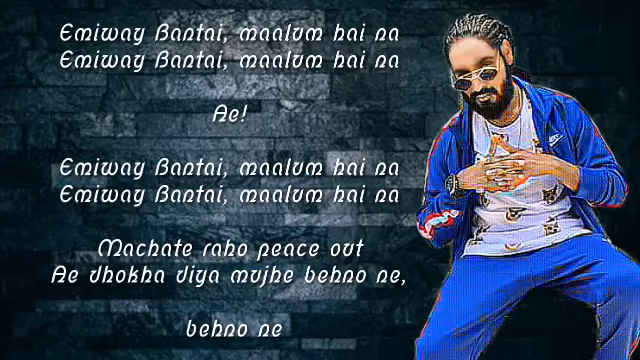 Emiway Bantai, maalum hai na
Emiway Bantai, maalum hai na
Ae!
Emiway Bantai, maalum hai na
Emiway Bantai, maalum hai na
Machate raho peace out
Ae dhokha diya mujhe behno ne,
behno ne